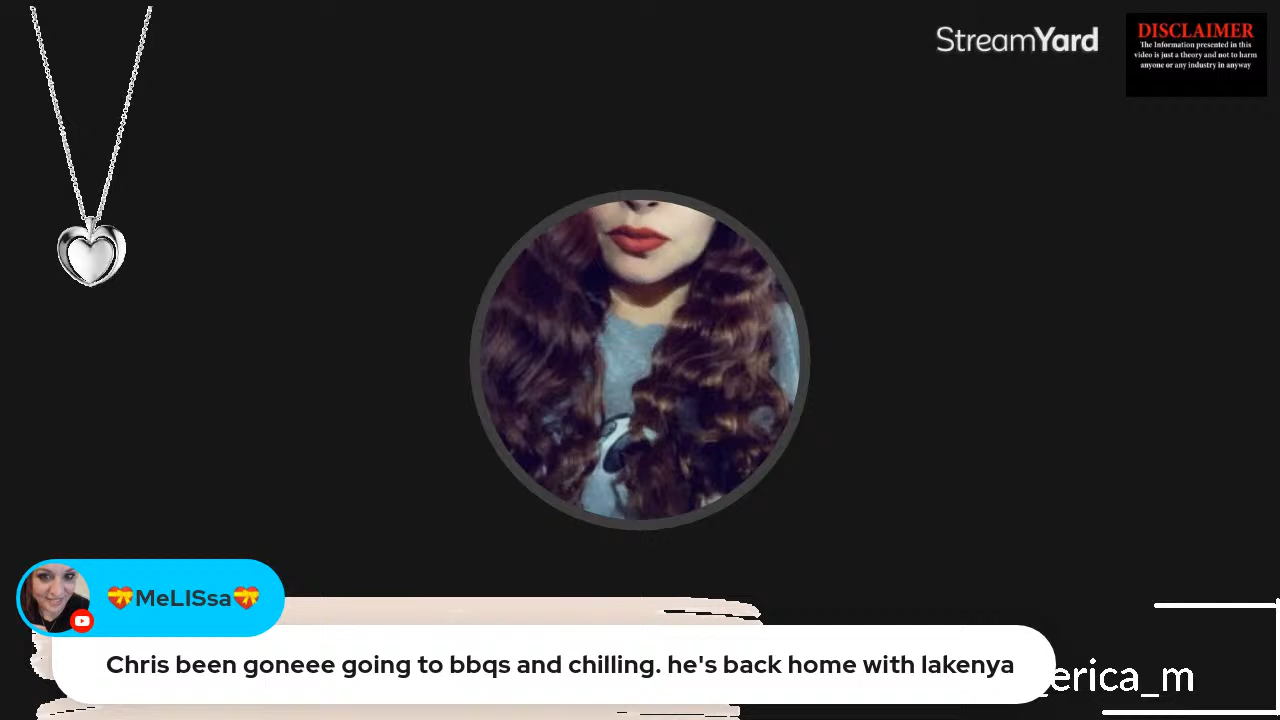 StreamYard
DISCLAIMER
The Information presented in this
video is just a theory and not to harm
anyone or any industry in anyway
💝MeLISsa💝
Chris been goneee going to bbqs and chilling. he's back home with lakenya
erica_m